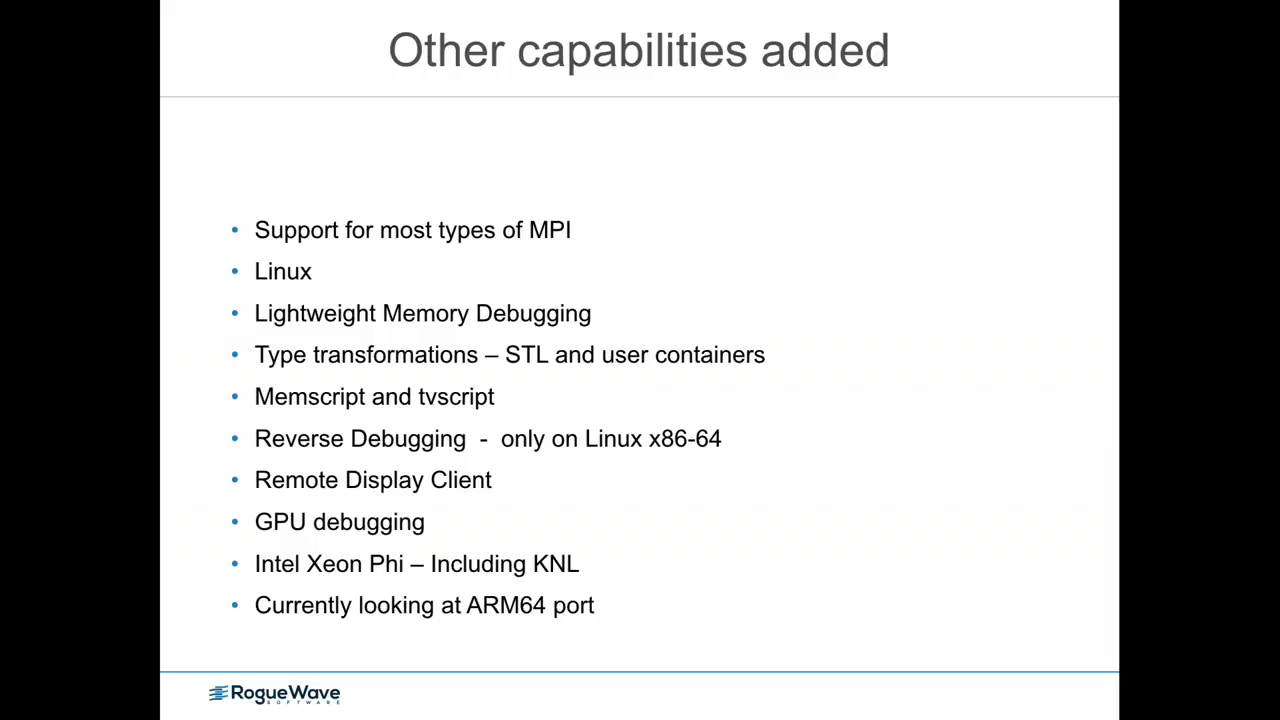 Other capabilities added
• Support for most types of MPI
• Linux
• Lightweight Memory Debugging
• Type transformations – STL and user containers
• Memscript and tvscript
• Reverse Debugging  -  only on Linux x86-64
• Remote Display Client
• GPU debugging
• Intel Xeon Phi – Including KNL
• Currently looking at ARM64 port
RogueWave
SOFTWARE